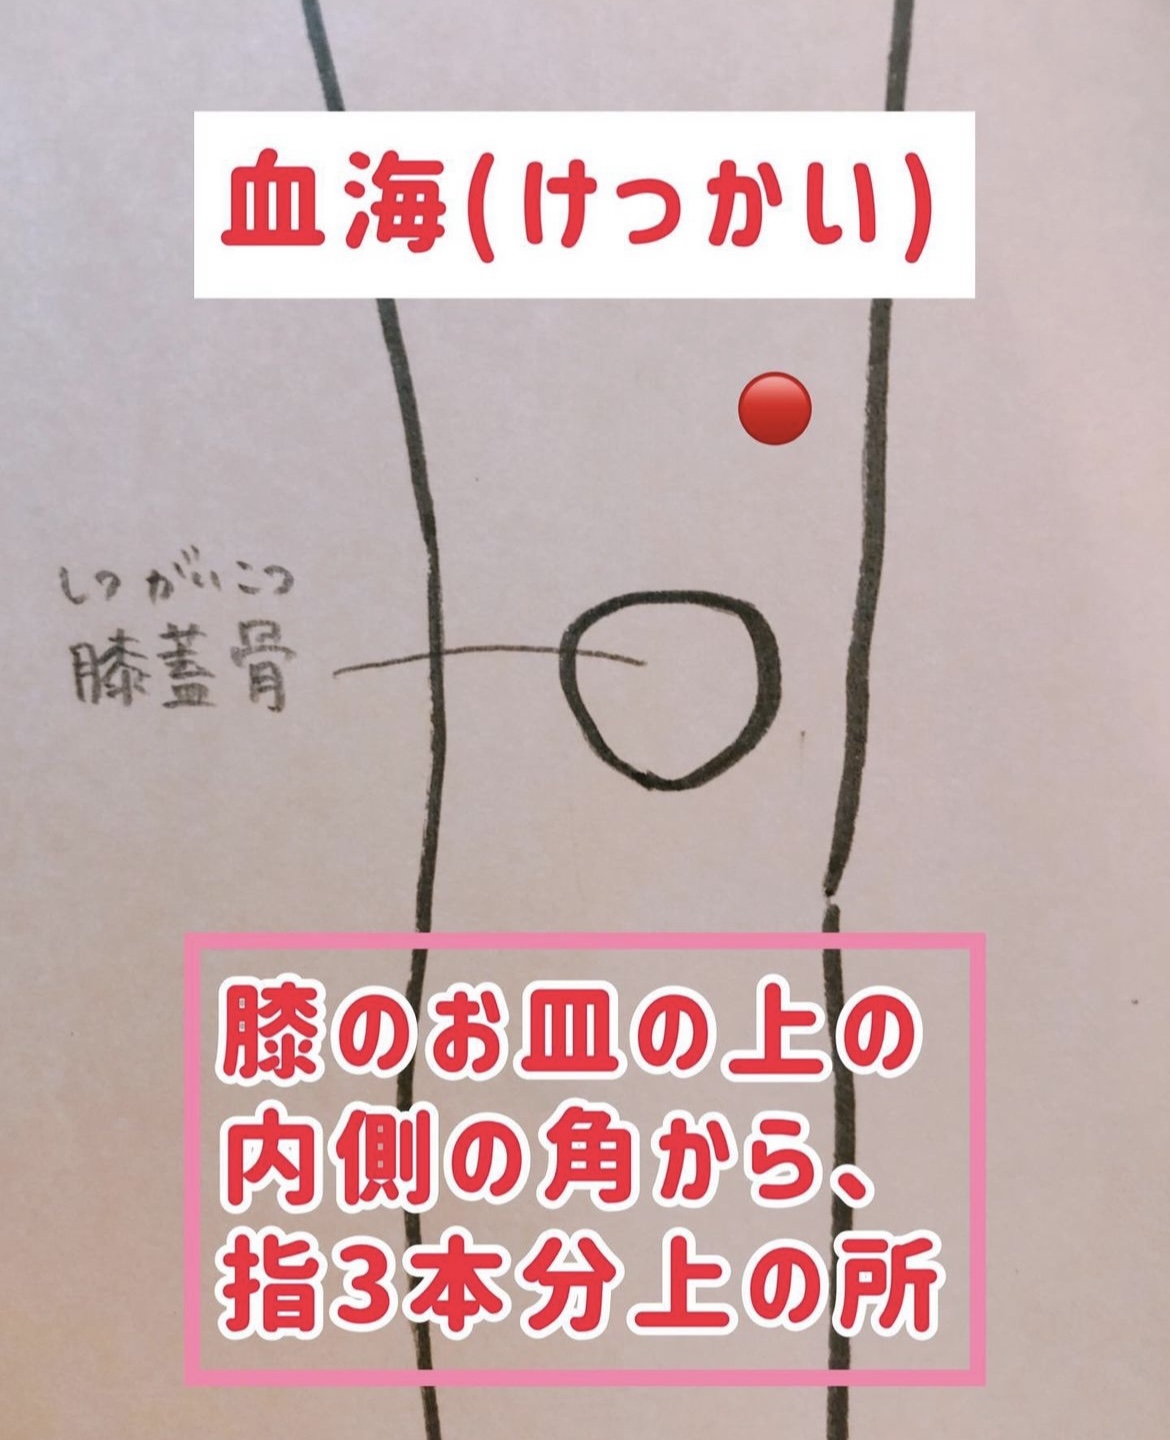 血海(けっかい)
しつがいこつ
膝蓋骨
膝のお皿の上の
内側の角から、
指3本分上の所